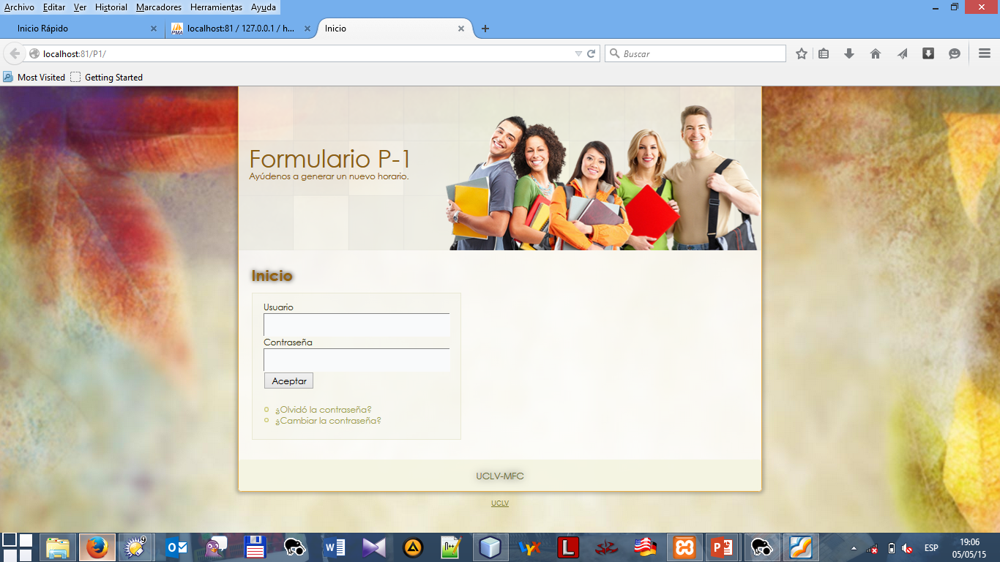 Archivo Editar Ver Historial Marcadores Herramientas Ayuda
Inicio Rápido
PMA localhost:81 / 127.0.0.1 / h...
Inicio
localhost:81/P1/
Buscar
Most Visited Getting Started
Formulario P-1
Ayúdenos a generar un nuevo horario.
Inicio
Usuario
Contraseña
Aceptar
¿Olvidó la contraseña?
¿Cambiar la contraseña?
UCLV-MFC
UCLV
ESP
19:06
05/05/15